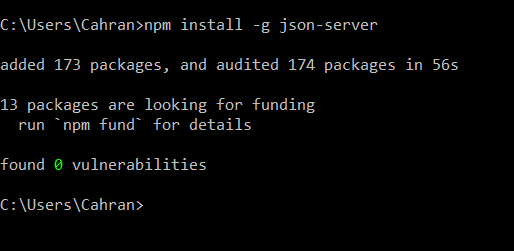 C:\Users\Cahran>npm install -g json-server
added 173 packages, and audited 174 packages in 56s
13 packages are looking for funding
  run `npm fund` for details
found 0 vulnerabilities
C:\Users\Cahran>